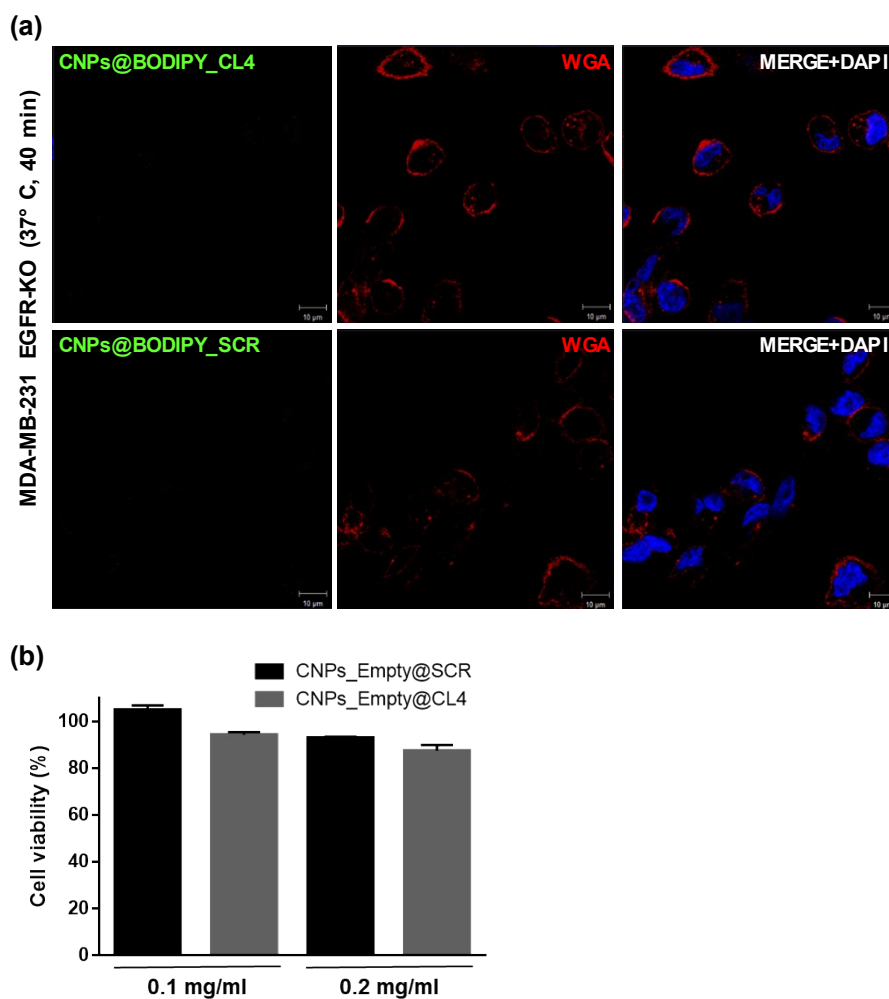 (a)
MDA-MB-231 EGFR-KO (37° C, 40 min)
CNPs@BODIPY_CL4
WGA
MERGE+DAPI
10 µm
10 µm
10 µm
CNPs@BODIPY_SCR
WGA
MERGE+DAPI
10 µm
10 µm
10 µm
(b)
CNPs_Empty@SCR
CNPs_Empty@CL4
Cell viability (%)
100
80
60
40
20
0
0.1 mg/ml
0.2 mg/ml